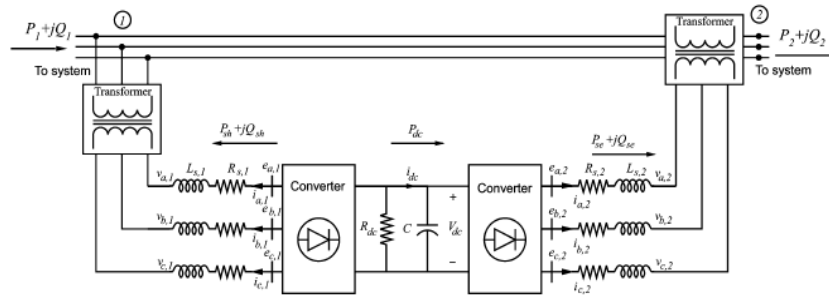 1
2
P1+jQ1
Transformer
P2+jQ2
To system
To system
Transformer
Psh+jQsh
Pdc
Pse+jQse
va,1 Ls,1 Rs,1 ea,1
Converter
idc
Converter
ea,2 Rs,2 Ls,2 va,2
ia,1
+
ia,2
vb,1 eb,1
Rdc C Vdc
eb,2 vb,2
ib,1
ib,2
vc,1 ec,1
−
ec,2 vc,2
ic,1
ic,2